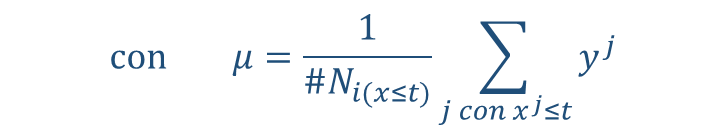 con μ = 1/#N_{i(x≤t)} ∑_{j con x^j≤t} y^j